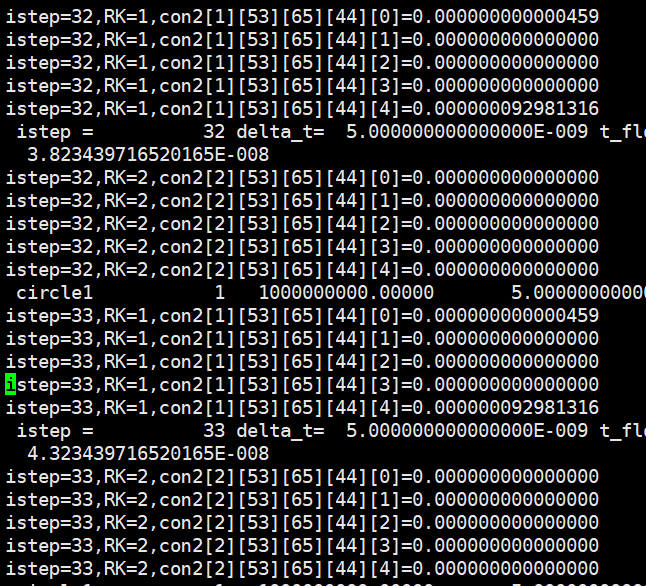 istep=32,RK=1,con2[1][53][65][44][0]=0.000000000000459
istep=32,RK=1,con2[1][53][65][44][1]=0.000000000000000
istep=32,RK=1,con2[1][53][65][44][2]=0.000000000000000
istep=32,RK=1,con2[1][53][65][44][3]=0.000000000000000
istep=32,RK=1,con2[1][53][65][44][4]=0.000000092981316
istep = 32 delta_t= 5.000000000000000E-009 t_fl
3.823439716520165E-008
istep=32,RK=2,con2[2][53][65][44][0]=0.000000000000000
istep=32,RK=2,con2[2][53][65][44][1]=0.000000000000000
istep=32,RK=2,con2[2][53][65][44][2]=0.000000000000000
istep=32,RK=2,con2[2][53][65][44][3]=0.000000000000000
istep=32,RK=2,con2[2][53][65][44][4]=0.000000000000000
circle1 1 1000000000.00000 5.00000000000
istep=33,RK=1,con2[1][53][65][44][0]=0.000000000000459
istep=33,RK=1,con2[1][53][65][44][1]=0.000000000000000
istep=33,RK=1,con2[1][53][65][44][2]=0.000000000000000
istep=33,RK=1,con2[1][53][65][44][3]=0.000000000000000
istep=33,RK=1,con2[1][53][65][44][4]=0.000000092981316
istep = 33 delta_t= 5.000000000000000E-009 t_fl
4.323439716520165E-008
istep=33,RK=2,con2[2][53][65][44][0]=0.000000000000000
istep=33,RK=2,con2[2][53][65][44][1]=0.000000000000000
istep=33,RK=2,con2[2][53][65][44][2]=0.000000000000000
istep=33,RK=2,con2[2][53][65][44][3]=0.000000000000000
istep=33,RK=2,con2[2][53][65][44][4]=0.000000000000000